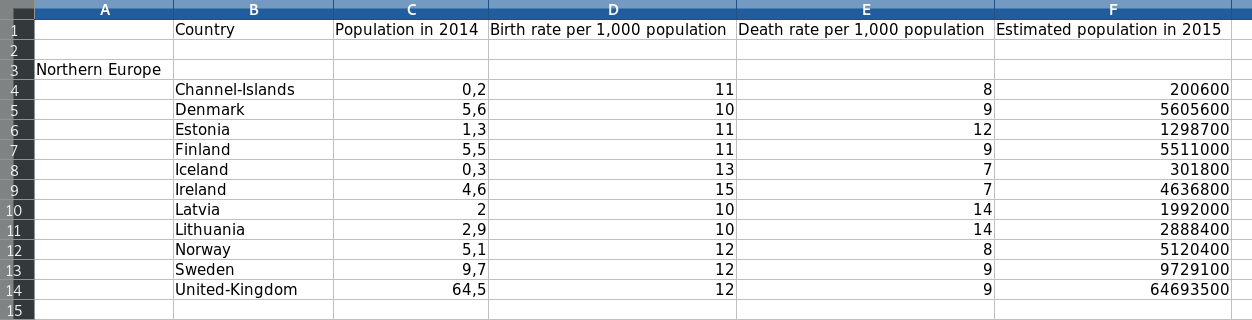 A B C D E F
1 Country Population in 2014 Birth rate per 1,000 population Death rate per 1,000 population Estimated population in 2015
2
3 Northern Europe
4 Channel-Islands 0,2 11 8 200600
5 Denmark 5,6 10 9 5605600
6 Estonia 1,3 11 12 1298700
7 Finland 5,5 11 9 5511000
8 Iceland 0,3 13 7 301800
9 Ireland 4,6 15 7 4636800
10 Latvia 2 10 14 1992000
11 Lithuania 2,9 10 14 2888400
12 Norway 5,1 12 8 5120400
13 Sweden 9,7 12 9 9729100
14 United-Kingdom 64,5 12 9 64693500
15